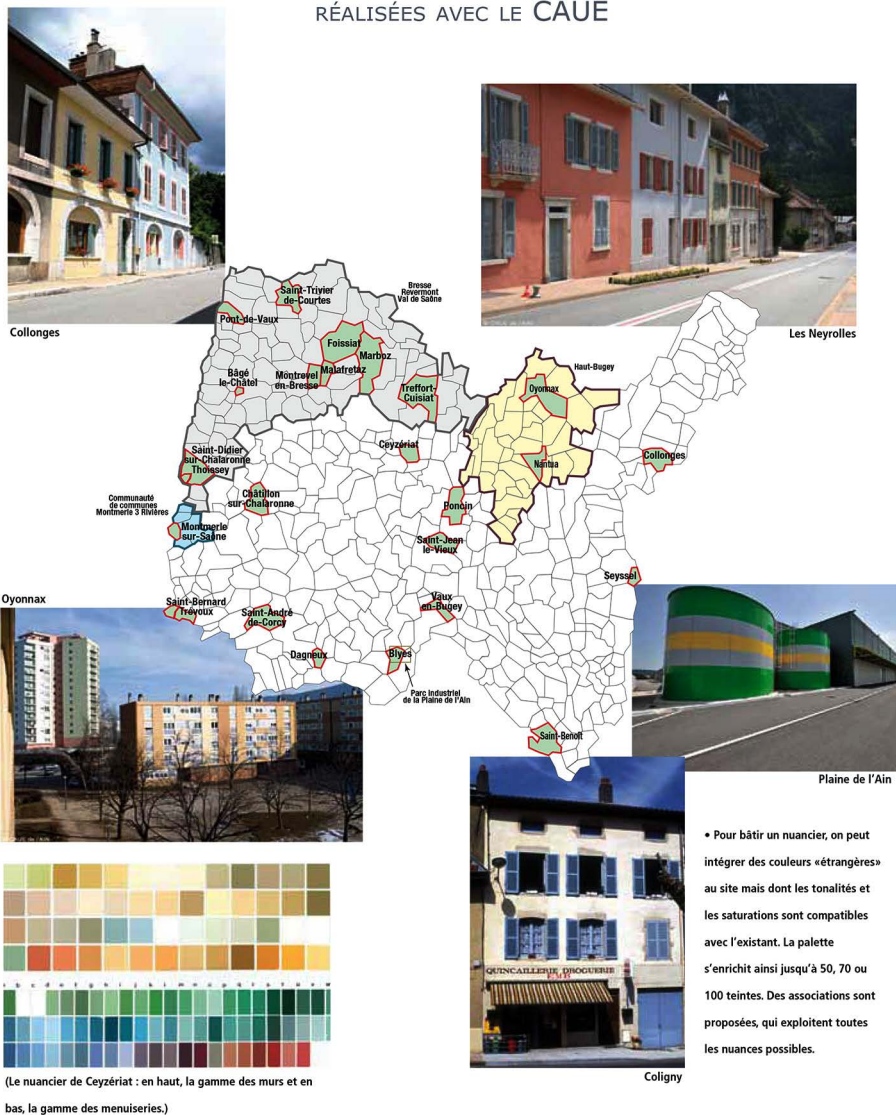 RÉALISÉES AVEC LE CAUE
Collonges
Les Neyrolles
Bresse
Revermont
Val de Saône
Saint-Trivier
de-Courtes
Pont-de-Vaux
Foissiat
Marboz
Malafretaz
Montrevel
en-Bresse
Bâgé
le-Châtel
Treffort-
Cuisiat
Haut-Bugey
Oyonnax
Nantua
Ceyzériat
Collonges
Saint-Didier
sur-Chalaronne
Thoissey
Châtillon
sur-Chalaronne
Communauté
de communes
Montmerle 3 Rivières
Montmerle
sur-Saône
Poncin
Saint-Jean
le-Vieux
Seyssel
Vaux
en-Bugey
Saint-Bernard
Trévoux
Saint-André
de-Corcy
Dagneux
Blyes
Parc industriel
de la Plaine de l'Ain
Saint-Benoît
Oyonnax
Plaine de l'Ain
QUINCAILLERIE DROGUERIE
Coligny
• Pour bâtir un nuancier, on peut
intégrer des couleurs «étrangères»
au site mais dont les tonalités et
les saturations sont compatibles
avec l'existant. La palette
s'enrichit ainsi jusqu'à 50, 70 ou
100 teintes. Des associations sont
proposées, qui exploitent toutes
les nuances possibles.
(Le nuancier de Ceyzériat : en haut, la gamme des murs et en
bas, la gamme des menuiseries.)